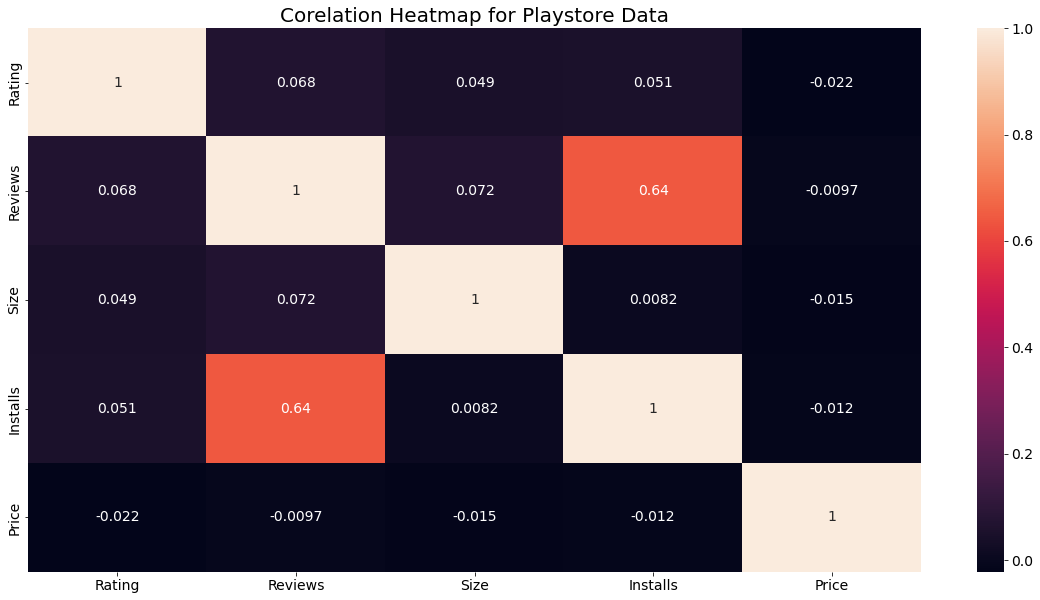 Corelation Heatmap for Playstore Data
Rating 1 0.068 0.049 0.051 -0.022
Reviews 0.068 1 0.072 0.64 -0.0097
Size 0.049 0.072 1 0.0082 -0.015
Installs 0.051 0.64 0.0082 1 -0.012
Price -0.022 -0.0097 -0.015 -0.012 1
Rating Reviews Size Installs Price
1.0
0.8
0.6
0.4
0.2
0.0